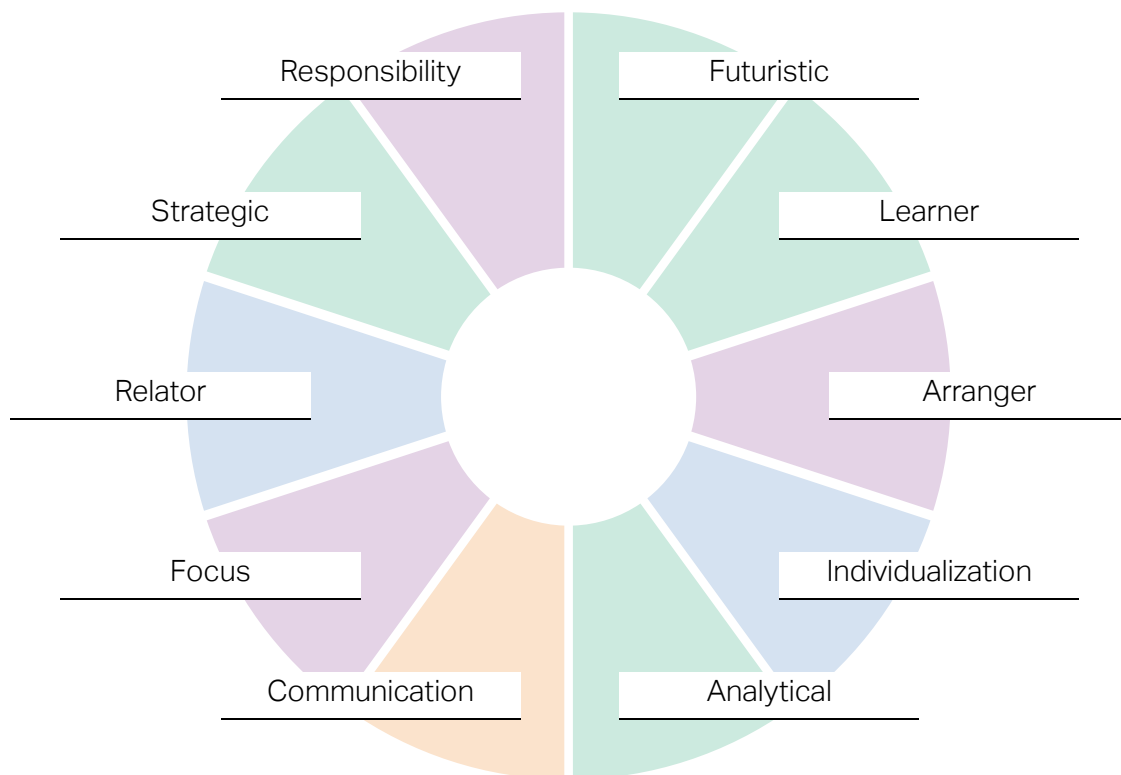 Responsibility
Futuristic
Strategic
Learner
Relator
Arranger
Focus
Individualization
Communication
Analytical